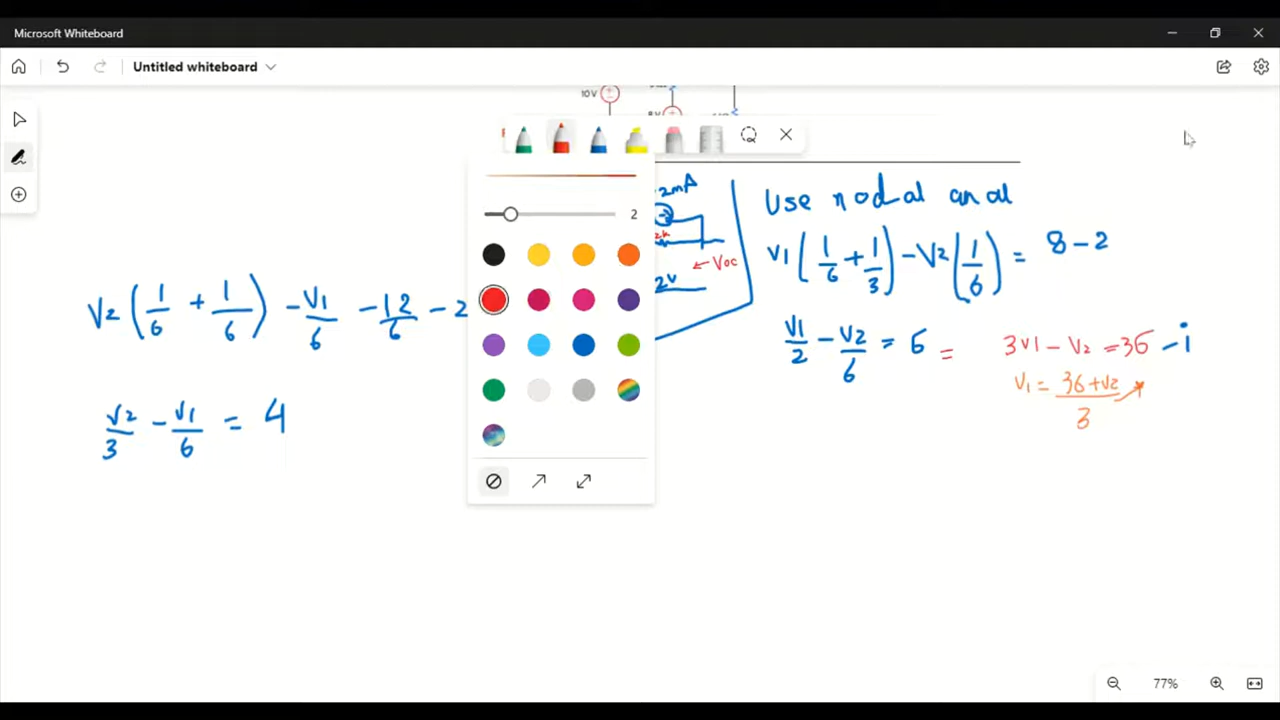 Microsoft Whiteboard
Untitled whiteboard
10V
8V
2mA
2k
← Voc
2V
2
Use nodal anal
V1(1/6 + 1/3) - V2(1/6) = 8 - 2
V1/2 - V2/6 = 6 = 3V1 - V2 = 36 - i
V1 = (36 + V2)/3
V2(1/6 + 1/6) - V1/6 - 12/6 - 2
V2/3 - V1/6 = 4
77%